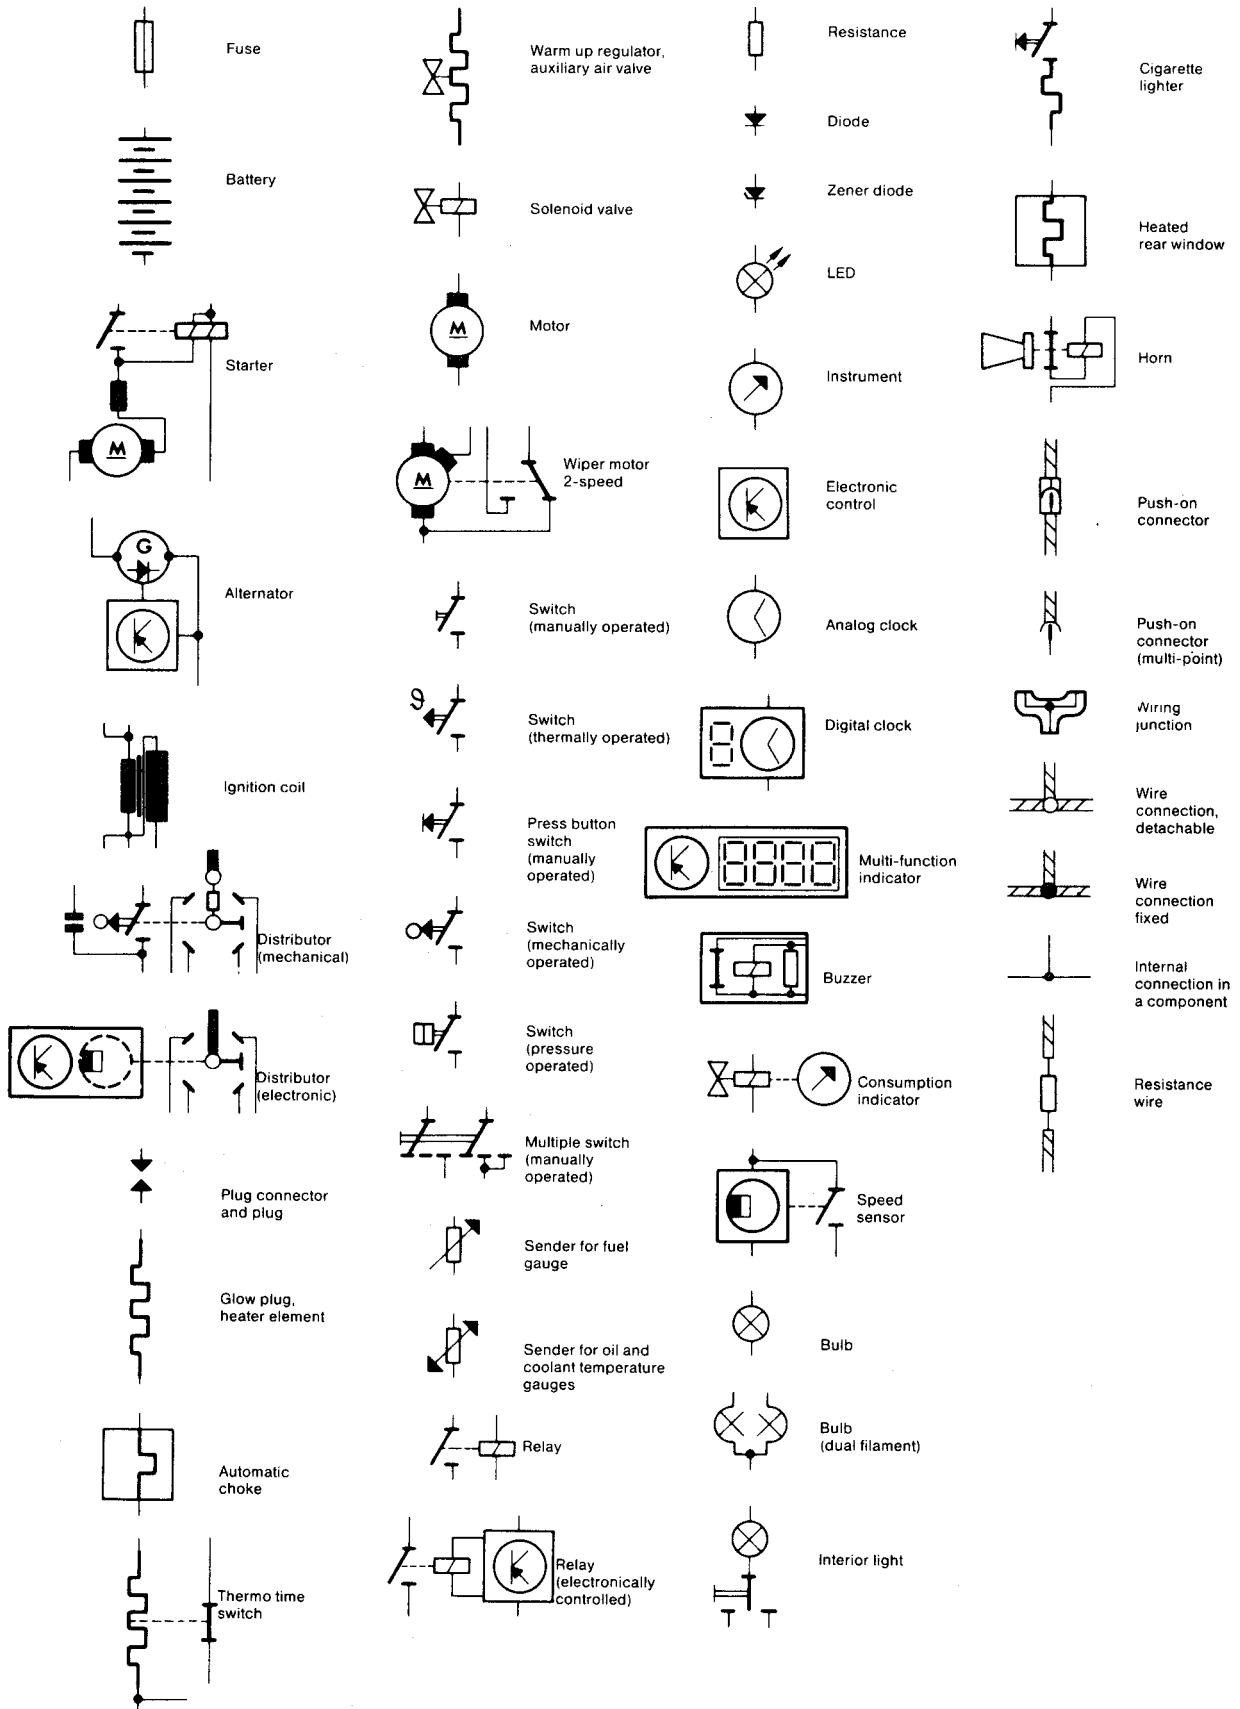 Fuse
Battery
Starter
M
G
Alternator
Ignition coil
Distributor
(mechanical)
Distributor
(electronic)
Plug connector
and plug
Glow plug,
heater element
Automatic
choke
Thermo time
switch
Warm up regulator,
auxiliary air valve
Solenoid valve
M
Motor
M
Wiper motor
2-speed
Switch
(manually operated)
ϑ
Switch
(thermally operated)
Press button
switch
(manually
operated)
Switch
(mechanically
operated)
Switch
(pressure
operated)
Multiple switch
(manually
operated)
Sender for fuel
gauge
Sender for oil and
coolant temperature
gauges
Relay
Relay
(electronically
controlled)
Resistance
Diode
Zener diode
LED
Instrument
Electronic
control
Analog clock
8
Digital clock
8888
Multi-function
indicator
Buzzer
Consumption
indicator
Speed
sensor
Bulb
Bulb
(dual filament)
Interior light
Cigarette
lighter
Heated
rear window
Horn
Push-on
connector
Push-on
connector
(multi-point)
Wiring
junction
Wire
connection,
detachable
Wire
connection
fixed
Internal
connection in
a component
Resistance
wire